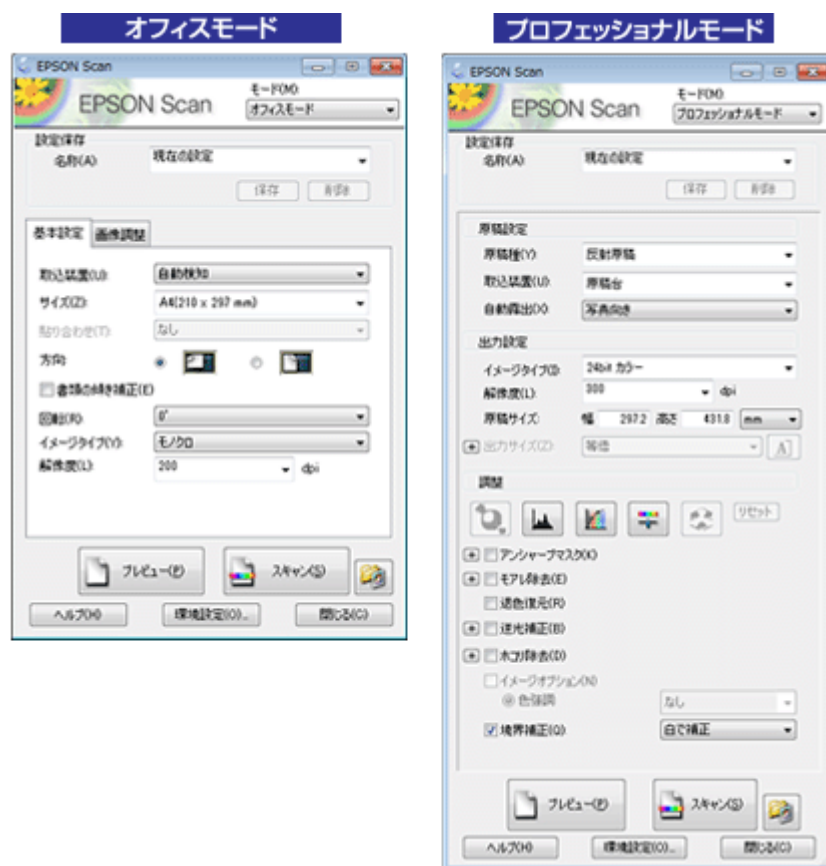 オフィスモード
EPSON Scan
EPSON Scan
モード(M):
オフィスモード
設定保存
名称(A):
現在の設定
保存
削除
基本設定
画像調整
取込装置(U):
自動検知
サイズ(Z):
A4(210 x 297 mm)
貼り合わせ(T):
なし
方向:
書類の傾き補正(E)
回転(R):
0°
イメージタイプ(Y):
モノクロ
解像度(L):
200
dpi
プレビュー(P)
スキャン(S)
ヘルプ(H)
環境設定(O)...
閉じる(C)
プロフェッショナルモード
EPSON Scan
EPSON Scan
モード(M):
プロフェッショナルモード
設定保存
名称(A):
現在の設定
保存
削除
原稿設定
原稿種(Y):
反射原稿
取込装置(U):
原稿台
自動露出(X):
写真向き
出力設定
イメージタイプ(I):
24bit カラー
解像度(L):
300
dpi
原稿サイズ:
幅
297.2
高さ
431.8
mm
出力サイズ(Z):
等倍
調整
リセット
アンシャープマスク(K)
モアレ除去(E)
退色復元(R)
逆光補正(B)
ホコリ除去(D)
イメージオプション(N)
色強調
なし
境界補正(Q)
白で補正
プレビュー(P)
スキャン(S)
ヘルプ(H)
環境設定(O)...
閉じる(C)